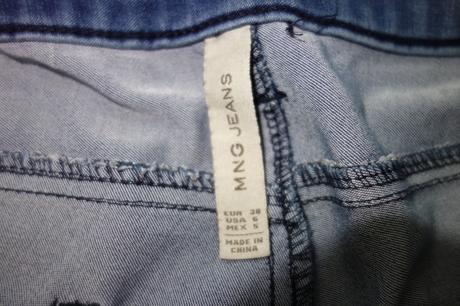 MNG JEANS
EUR 38
USA 6
MEX 5
MADE IN
CHINA